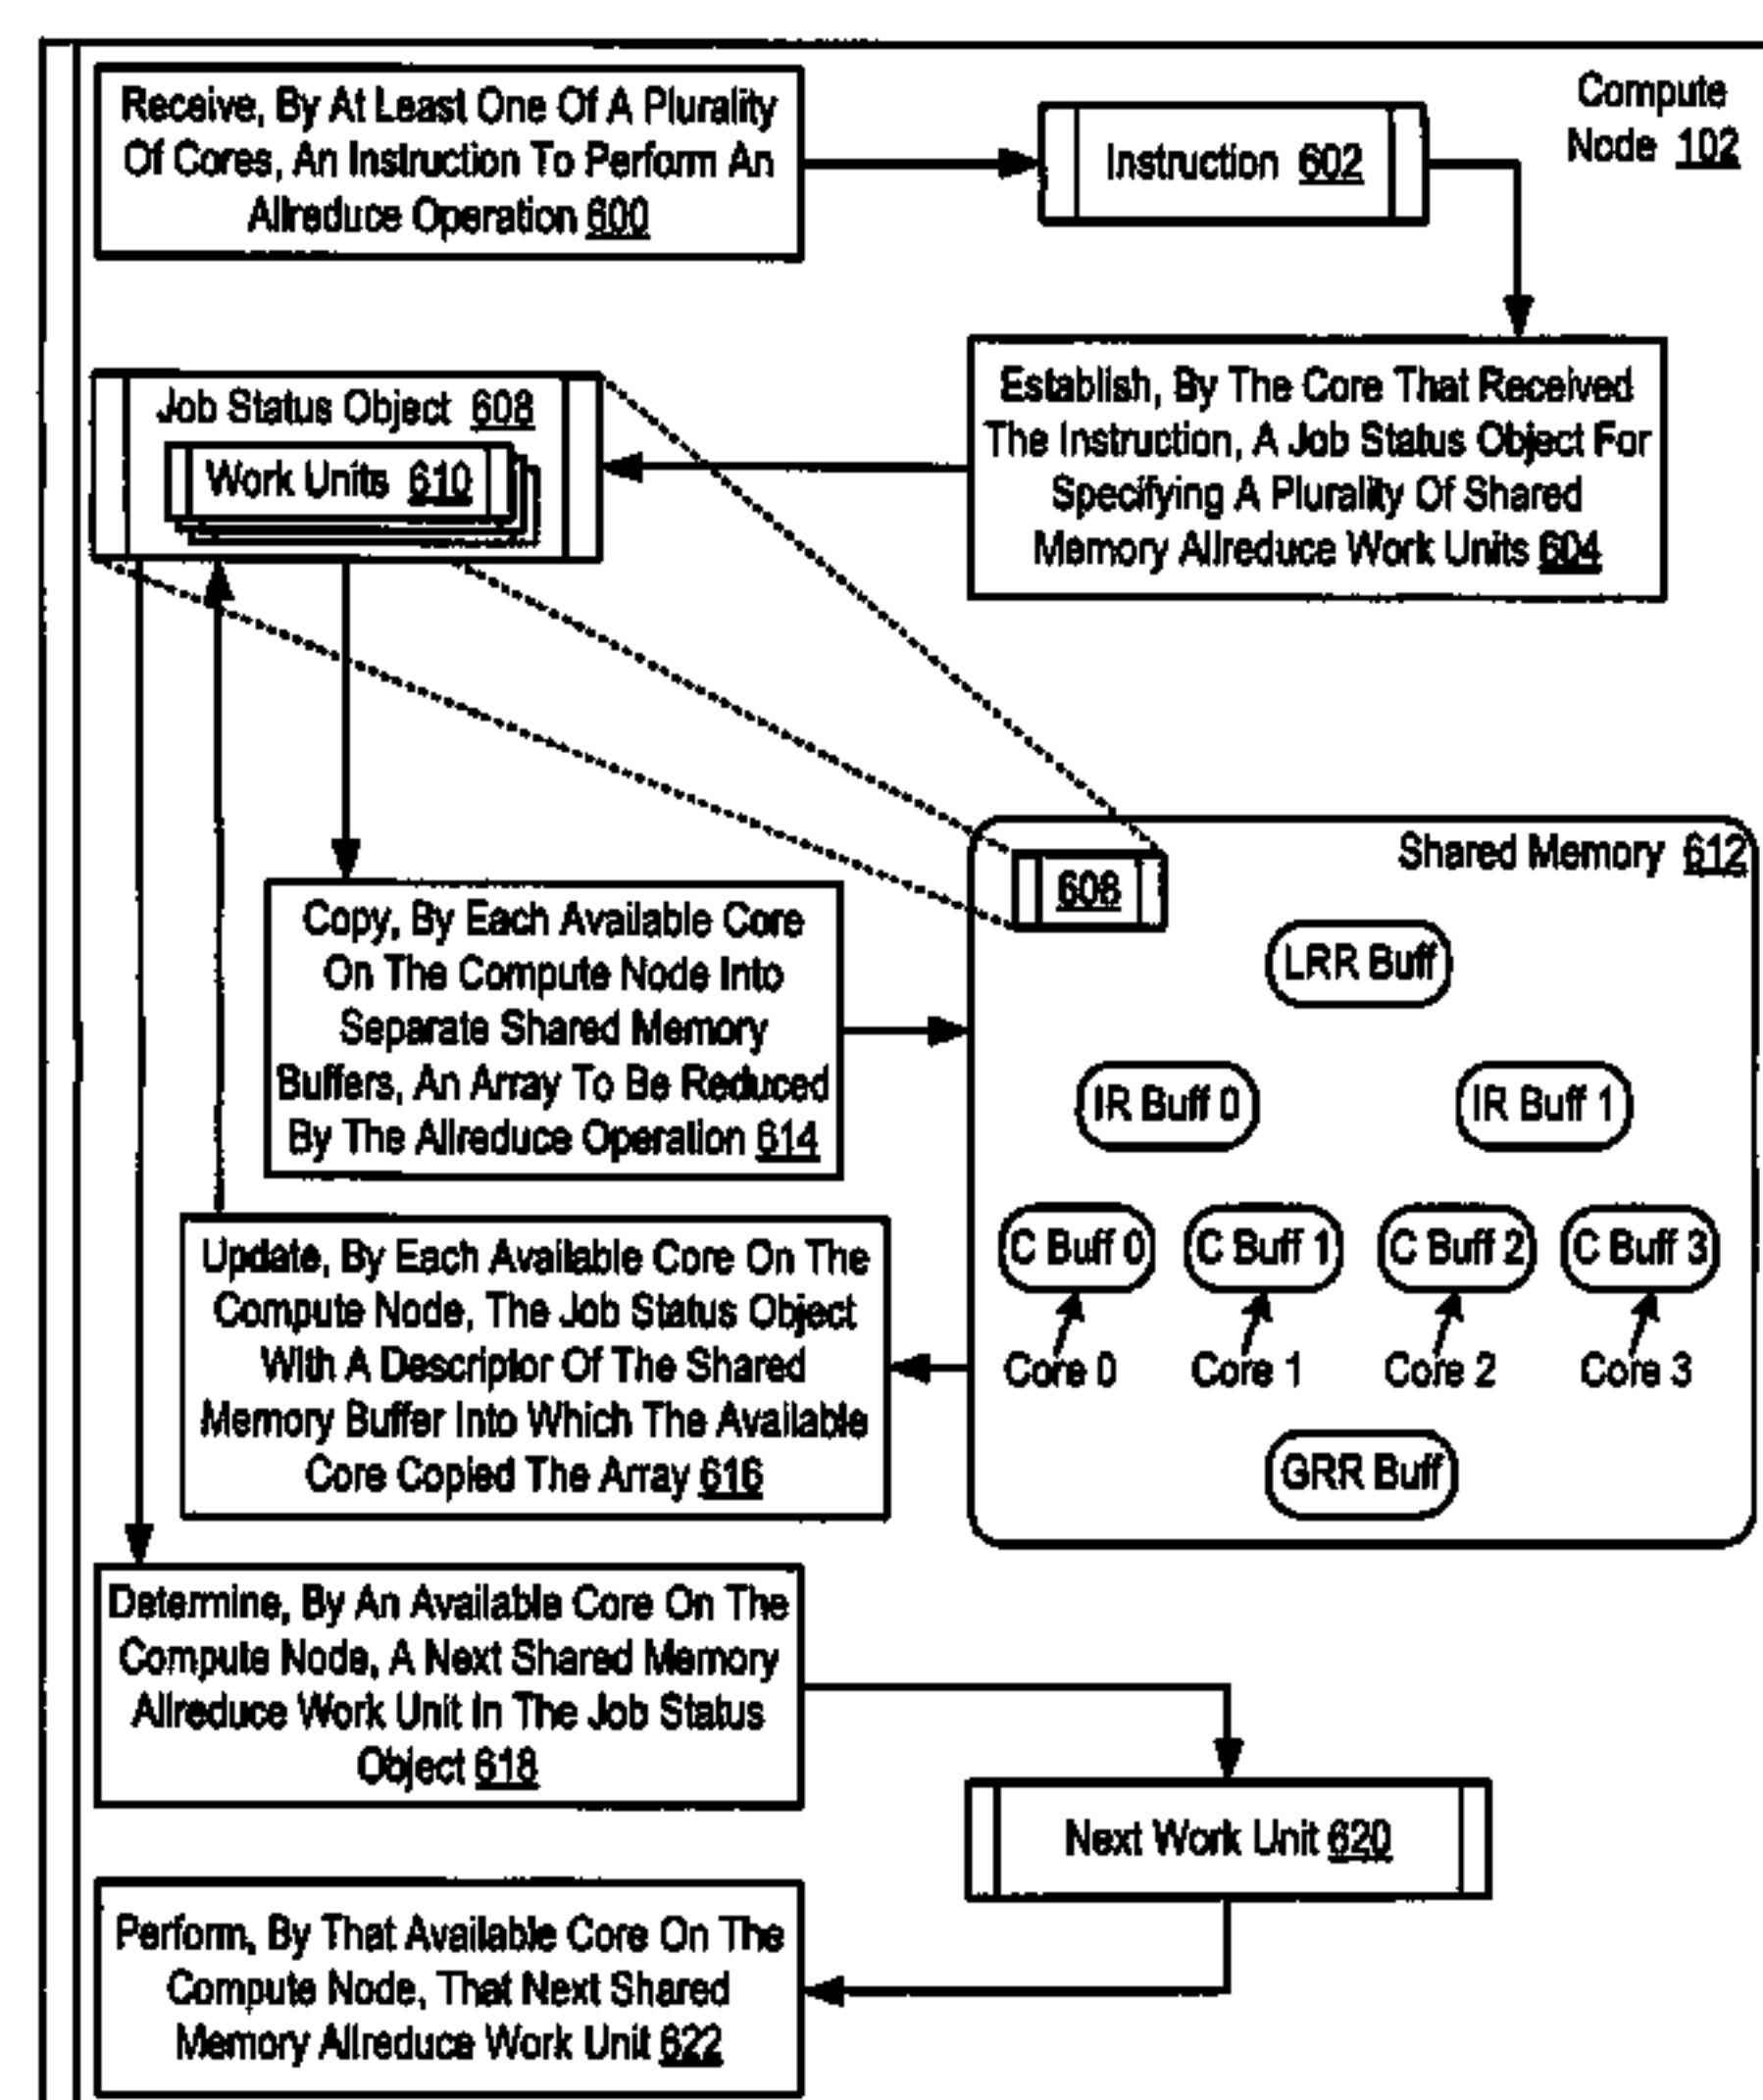 Receive, By At Least One Of A Plurality
Of Cores, An Instruction To Perform An
Allreduce Operation 600
Instruction 602
Compute
Node 102
Job Status Object 608
Work Units 610
Establish, By The Core That Received
The Instruction, A Job Status Object For
Specifying A Plurality Of Shared
Memory Allreduce Work Units 604
Shared Memory 612
608
LRR Buff
IR Buff 0
IR Buff 1
C Buff 0
C Buff 1
C Buff 2
C Buff 3
Core 0
Core 1
Core 2
Core 3
GRR Buff
Copy, By Each Available Core
On The Compute Node Into
Separate Shared Memory
Buffers, An Array To Be Reduced
By The Allreduce Operation 614
Update, By Each Available Core On The
Compute Node, The Job Status Object
With A Descriptor Of The Shared
Memory Buffer Into Which The Available
Core Copied The Array 616
Determine, By An Available Core On The
Compute Node, A Next Shared Memory
Allreduce Work Unit In The Job Status
Object 618
Next Work Unit 620
Perform, By That Available Core On The
Compute Node, That Next Shared
Memory Allreduce Work Unit 622